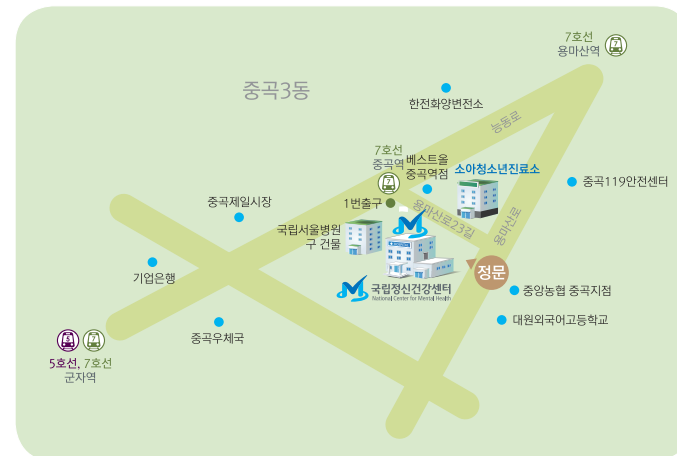 7호선
용마산역
7
중곡3동
한전화양변전소
능동로
7호선
중곡역
7
베스트올
중곡역점
소아청소년진료소
중곡119안전센터
1번출구
중곡제일시장
용마산로23길
용마산로
국립서울병원
구 건물
기업은행
정문
국립정신건강센터
National Center for Mental Health
중앙농협 중곡지점
대원외국어고등학교
중곡우체국
5
7
5호선, 7호선
군자역